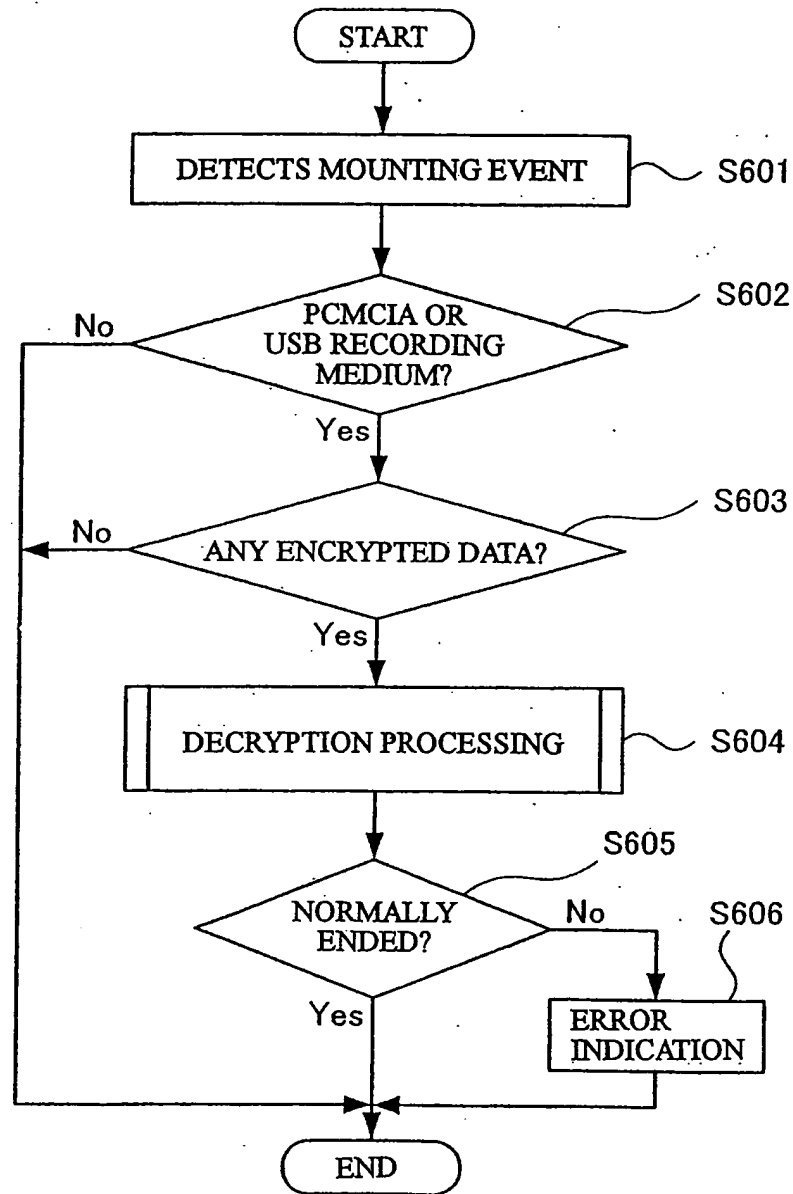 START
DETECTS MOUNTING EVENT
S601
PCMCIA OR
USB RECORDING
MEDIUM?
S602
No
Yes
ANY ENCRYPTED DATA?
S603
No
Yes
DECRYPTION PROCESSING
S604
NORMALLY
ENDED?
S605
No
Yes
S606
ERROR
INDICATION
END